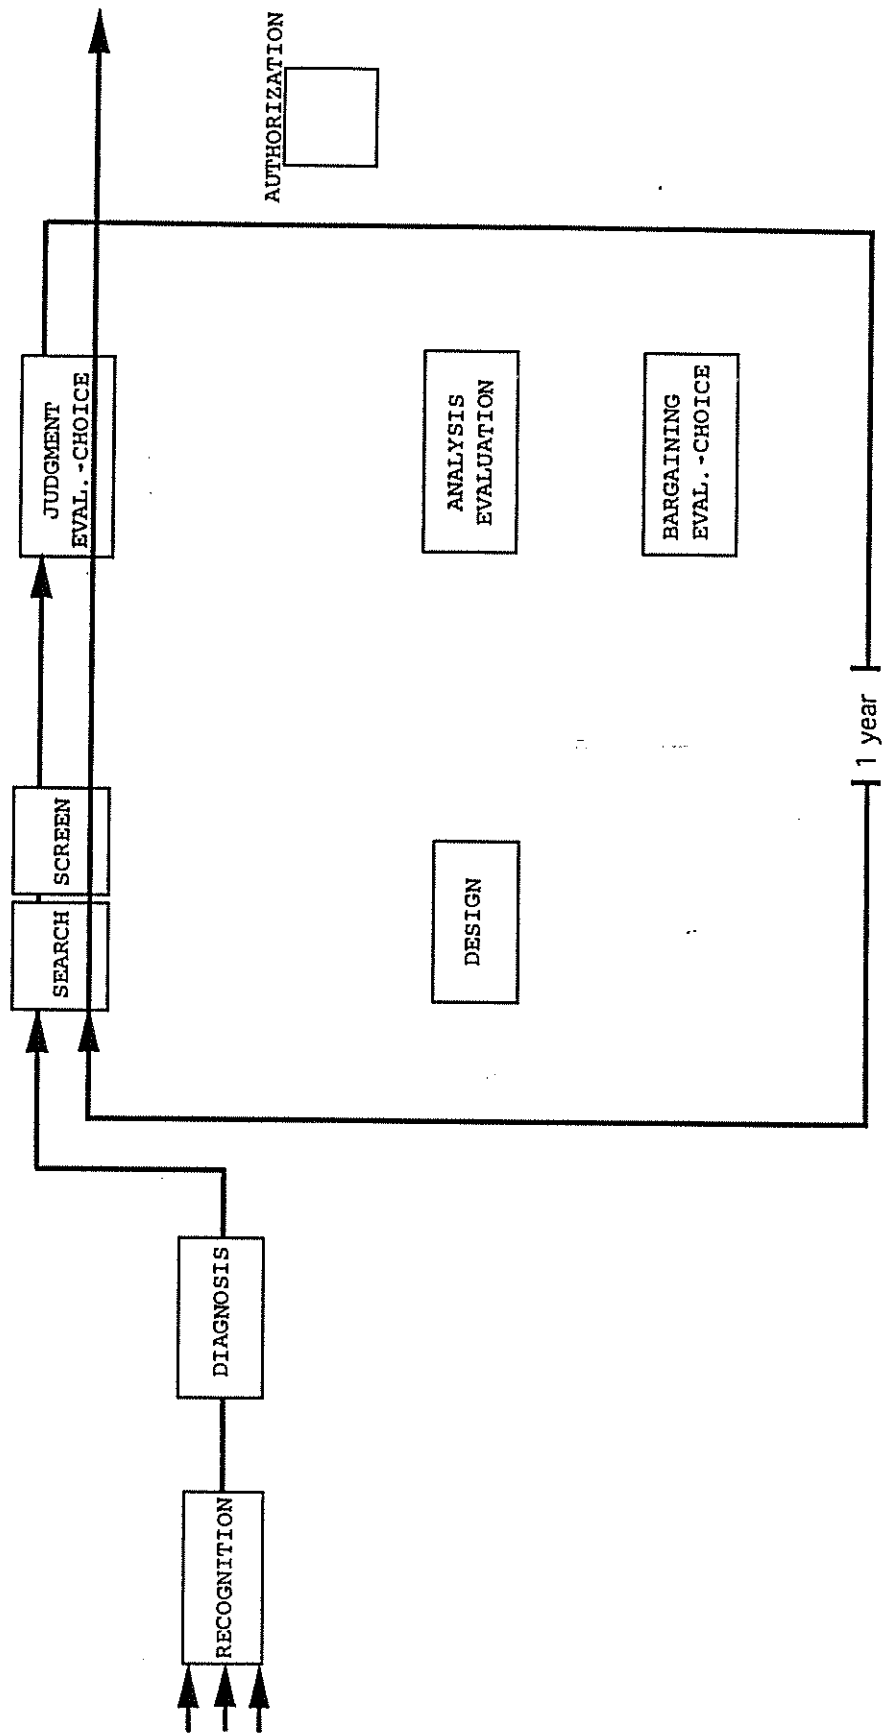 RECOGNITION
DIAGNOSIS
SEARCH
SCREEN
JUDGMENT
EVAL.-CHOICE
AUTHORIZATION
DESIGN
ANALYSIS
EVALUATION
BARGAINING
EVAL.-CHOICE
1 year